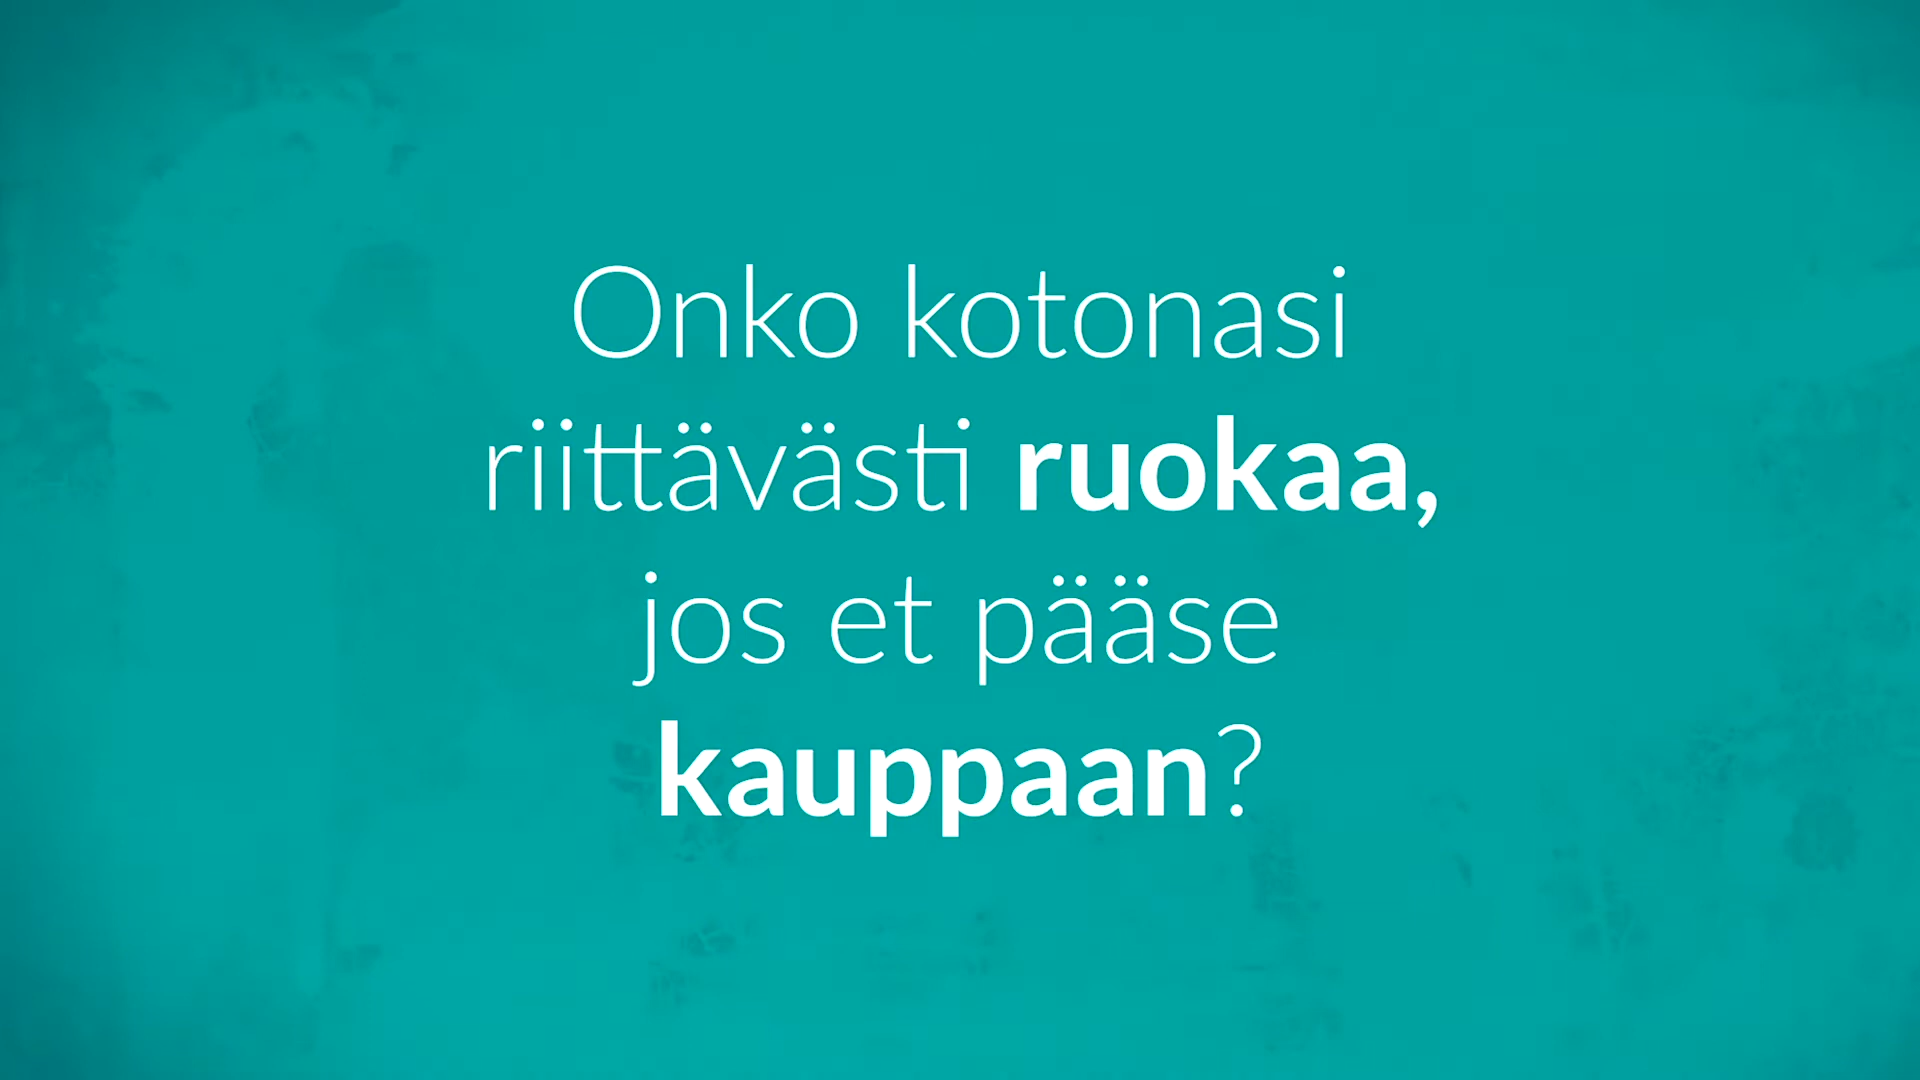 Onko kotonasi
riittävästi ruokaa,
jos et pääse
kauppaan?